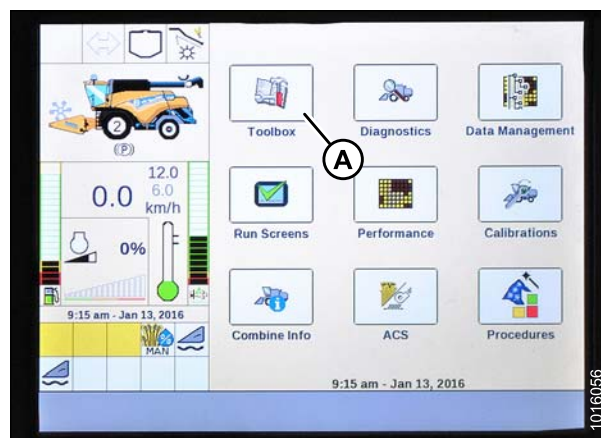 2
(P)
12.0
0.0
6.0
km/h
0%
9:15 am - Jan 13, 2016
MAN
Toolbox
Diagnostics
Data Management
A
Run Screens
Performance
Calibrations
Combine Info
ACS
Procedures
9:15 am - Jan 13, 2016
1016056